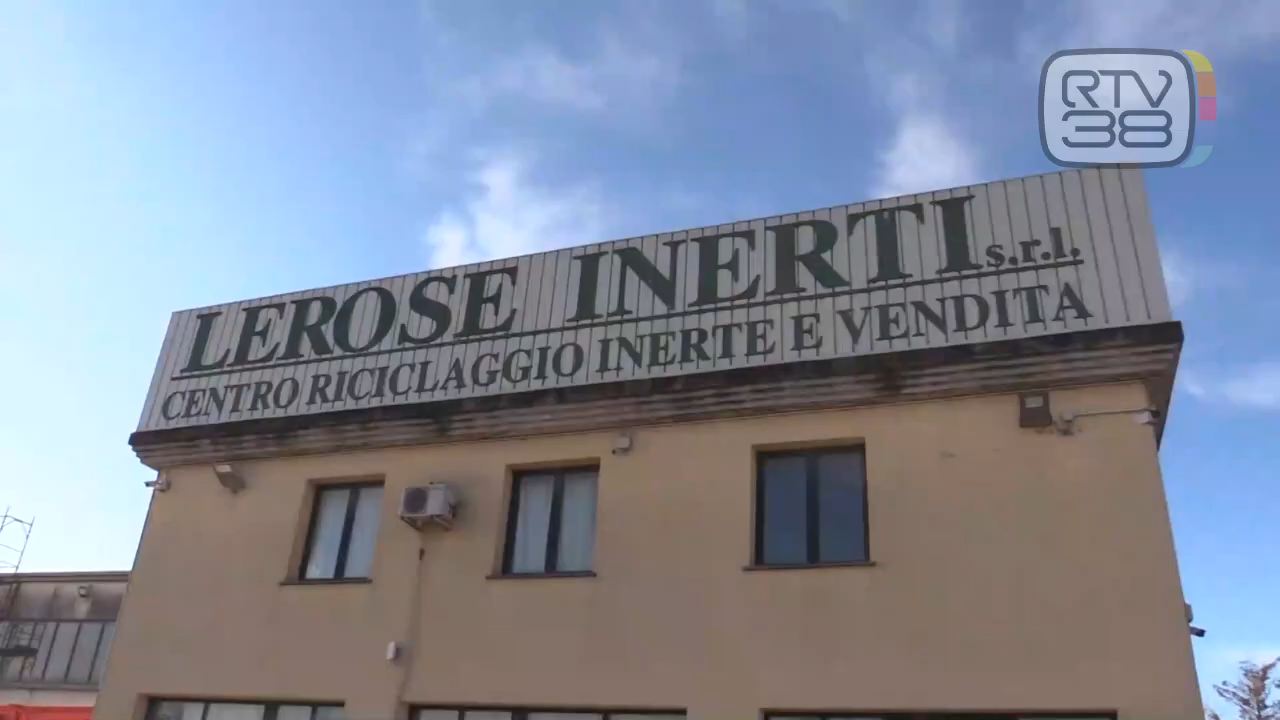 RTV
38
LEROSE INERTI s.r.l.
CENTRO RICICLAGGIO INERTE E VENDITA